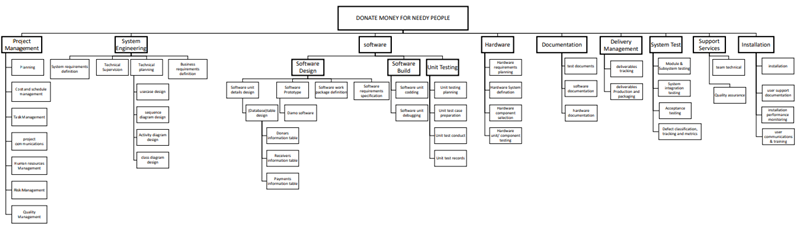 DONATE MONEY FOR NEEDY PEOPLE
Project
Management
System
Engineering
software
Hardware
Documentation
Delivery
Management
System Test
Support
Services
Installation
Training
Cost and schedule
management
Task Management
project
Human resources
Management
Risk Management
Quality
Management
System requirements
definition
Technical
Supervision
Technical
planning
Business
requirements
definition
usecase design
sequence
diagram design
Activity diagram
design
class diagram
design
Software
Design
Software
Build
Unit Testing
Software unit
details design
Software
Prototype
Software work
package definition
Software
requirements
specification
(Database)table
design
Demo software
Donors
information table
Receivers
information table
Payments
information table
Software unit
codding
Software unit
debugging
Unit testing
planning
Unit test case
preparation
Unit test conduct
Unit test records
Hardware
requirements
planning
Hardware System
definition
Hardware
component
selection
Hardware
unit/ component
testing
test documents
software
documentation
hardware
documentation
deliverables
tracking
deliverables
Production and
packaging
Module &
Subsystem testing
System
integration
testing
Acceptance
testing
Defect classification,
tracking and metrics
team technical
Quality assurance
installation
user support
documentation
installation
performance
monitoring
user
communications
& training